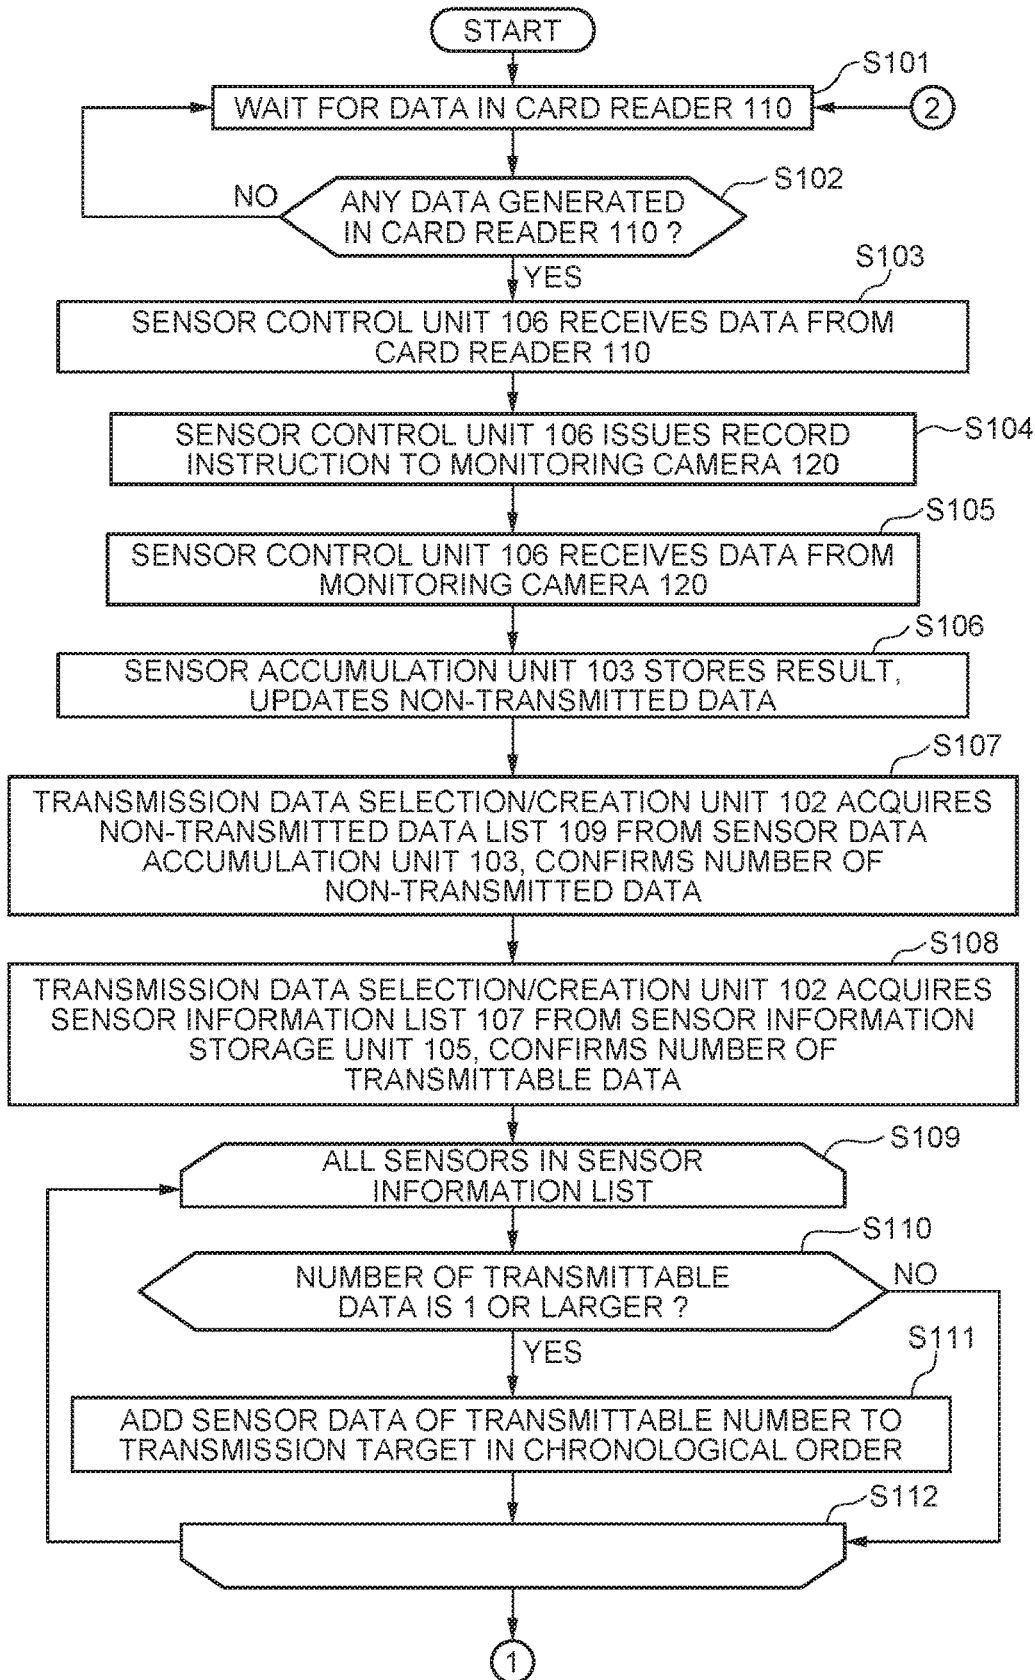 START
S101
WAIT FOR DATA IN CARD READER 110
2
S102
NO
ANY DATA GENERATED
IN CARD READER 110 ?
YES
S103
SENSOR CONTROL UNIT 106 RECEIVES DATA FROM
CARD READER 110
S104
SENSOR CONTROL UNIT 106 ISSUES RECORD
INSTRUCTION TO MONITORING CAMERA 120
S105
SENSOR CONTROL UNIT 106 RECEIVES DATA FROM
MONITORING CAMERA 120
S106
SENSOR ACCUMULATION UNIT 103 STORES RESULT,
UPDATES NON-TRANSMITTED DATA
S107
TRANSMISSION DATA SELECTION/CREATION UNIT 102 ACQUIRES
NON-TRANSMITTED DATA LIST 109 FROM SENSOR DATA
ACCUMULATION UNIT 103, CONFIRMS NUMBER OF
NON-TRANSMITTED DATA
S108
TRANSMISSION DATA SELECTION/CREATION UNIT 102 ACQUIRES
SENSOR INFORMATION LIST 107 FROM SENSOR INFORMATION
STORAGE UNIT 105, CONFIRMS NUMBER OF
TRANSMITTABLE DATA
S109
ALL SENSORS IN SENSOR
INFORMATION LIST
S110
NUMBER OF TRANSMITTABLE
DATA IS 1 OR LARGER ?
NO
YES
S111
ADD SENSOR DATA OF TRANSMITTABLE NUMBER TO
TRANSMISSION TARGET IN CHRONOLOGICAL ORDER
S112
1